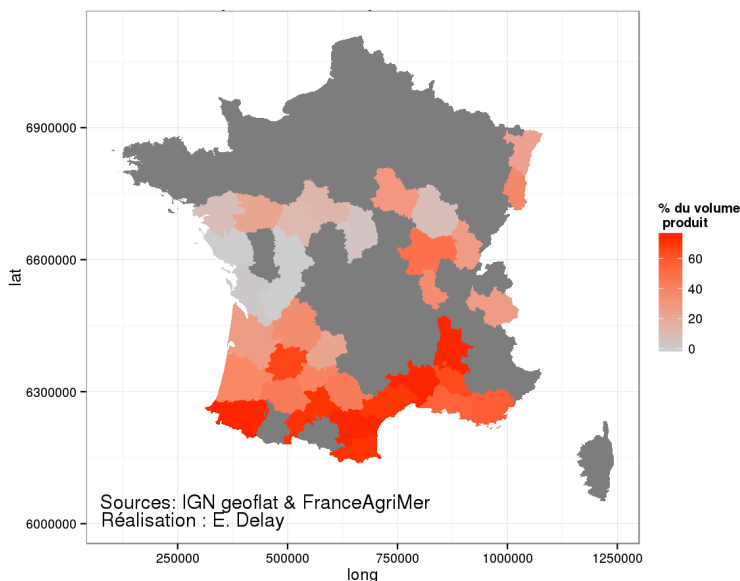 6900000
6600000
6300000
6000000
lat
250000
500000
750000
1000000
1250000
long
% du volume
produit
60
40
20
0
Sources: IGN geoflat & FranceAgriMer
Réalisation : E. Delay